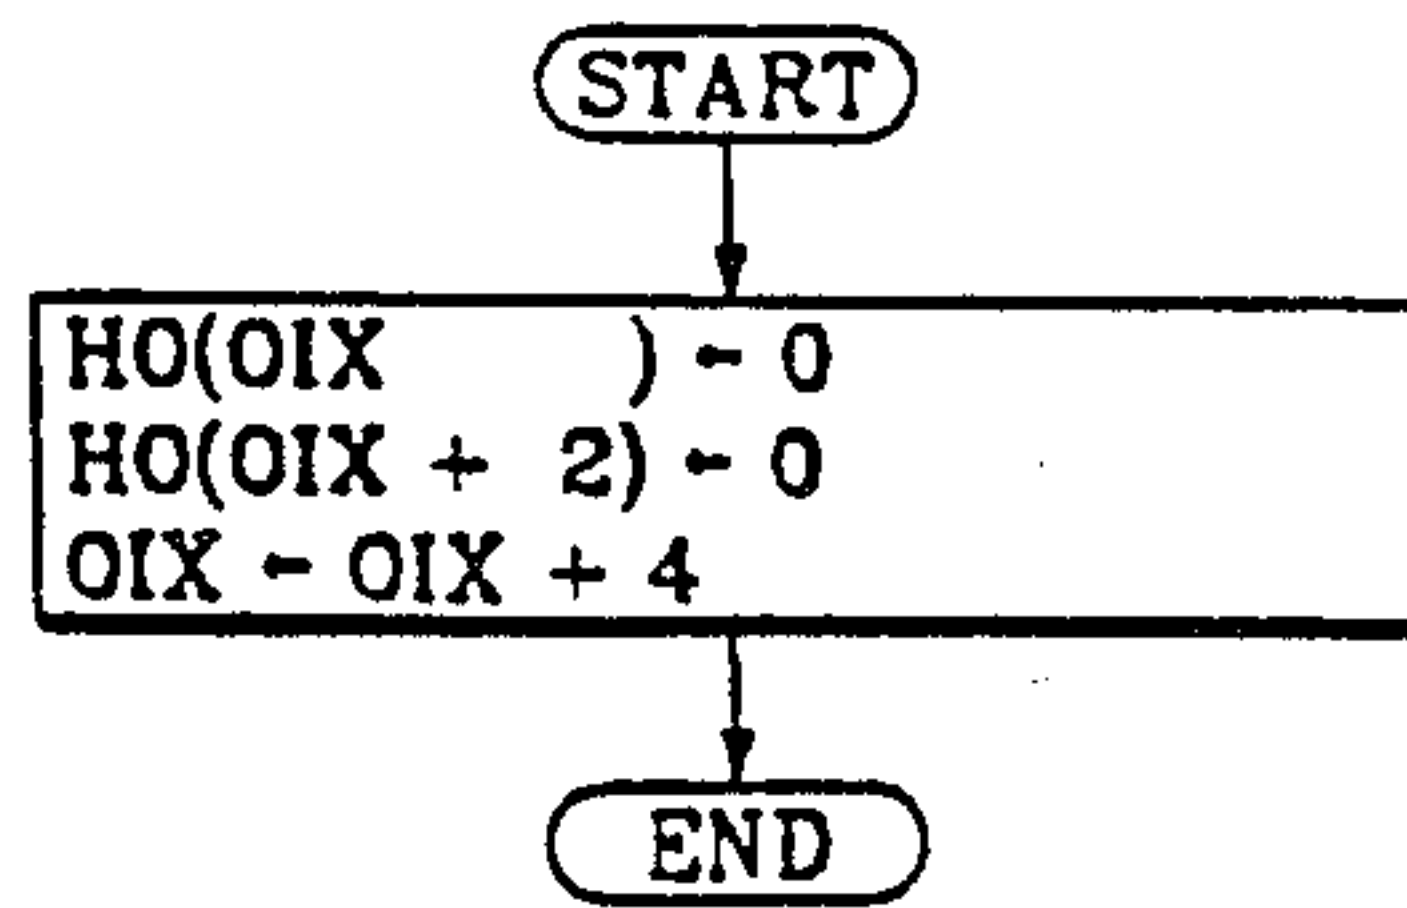 START
HO(OIX        ) ← 0
HO(OIX + 2) ← 0
OIX ← OIX + 4
END